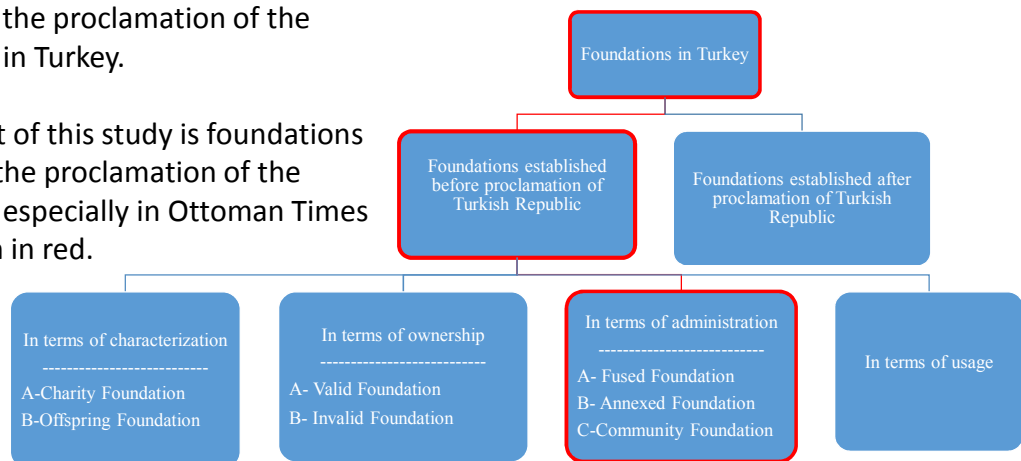 the proclamation of the
in Turkey.
t of this study is foundations
the proclamation of the
especially in Ottoman Times
in red.
Foundations in Turkey
Foundations established
before proclamation of
Turkish Republic
Foundations established after
proclamation of Turkish
Republic
In terms of characterization
---------------------------
A-Charity Foundation
B-Offspring Foundation
In terms of ownership
---------------------------
A- Valid Foundation
B- Invalid Foundation
In terms of administration
---------------------------
A- Fused Foundation
B- Annexed Foundation
C-Community Foundation
In terms of usage